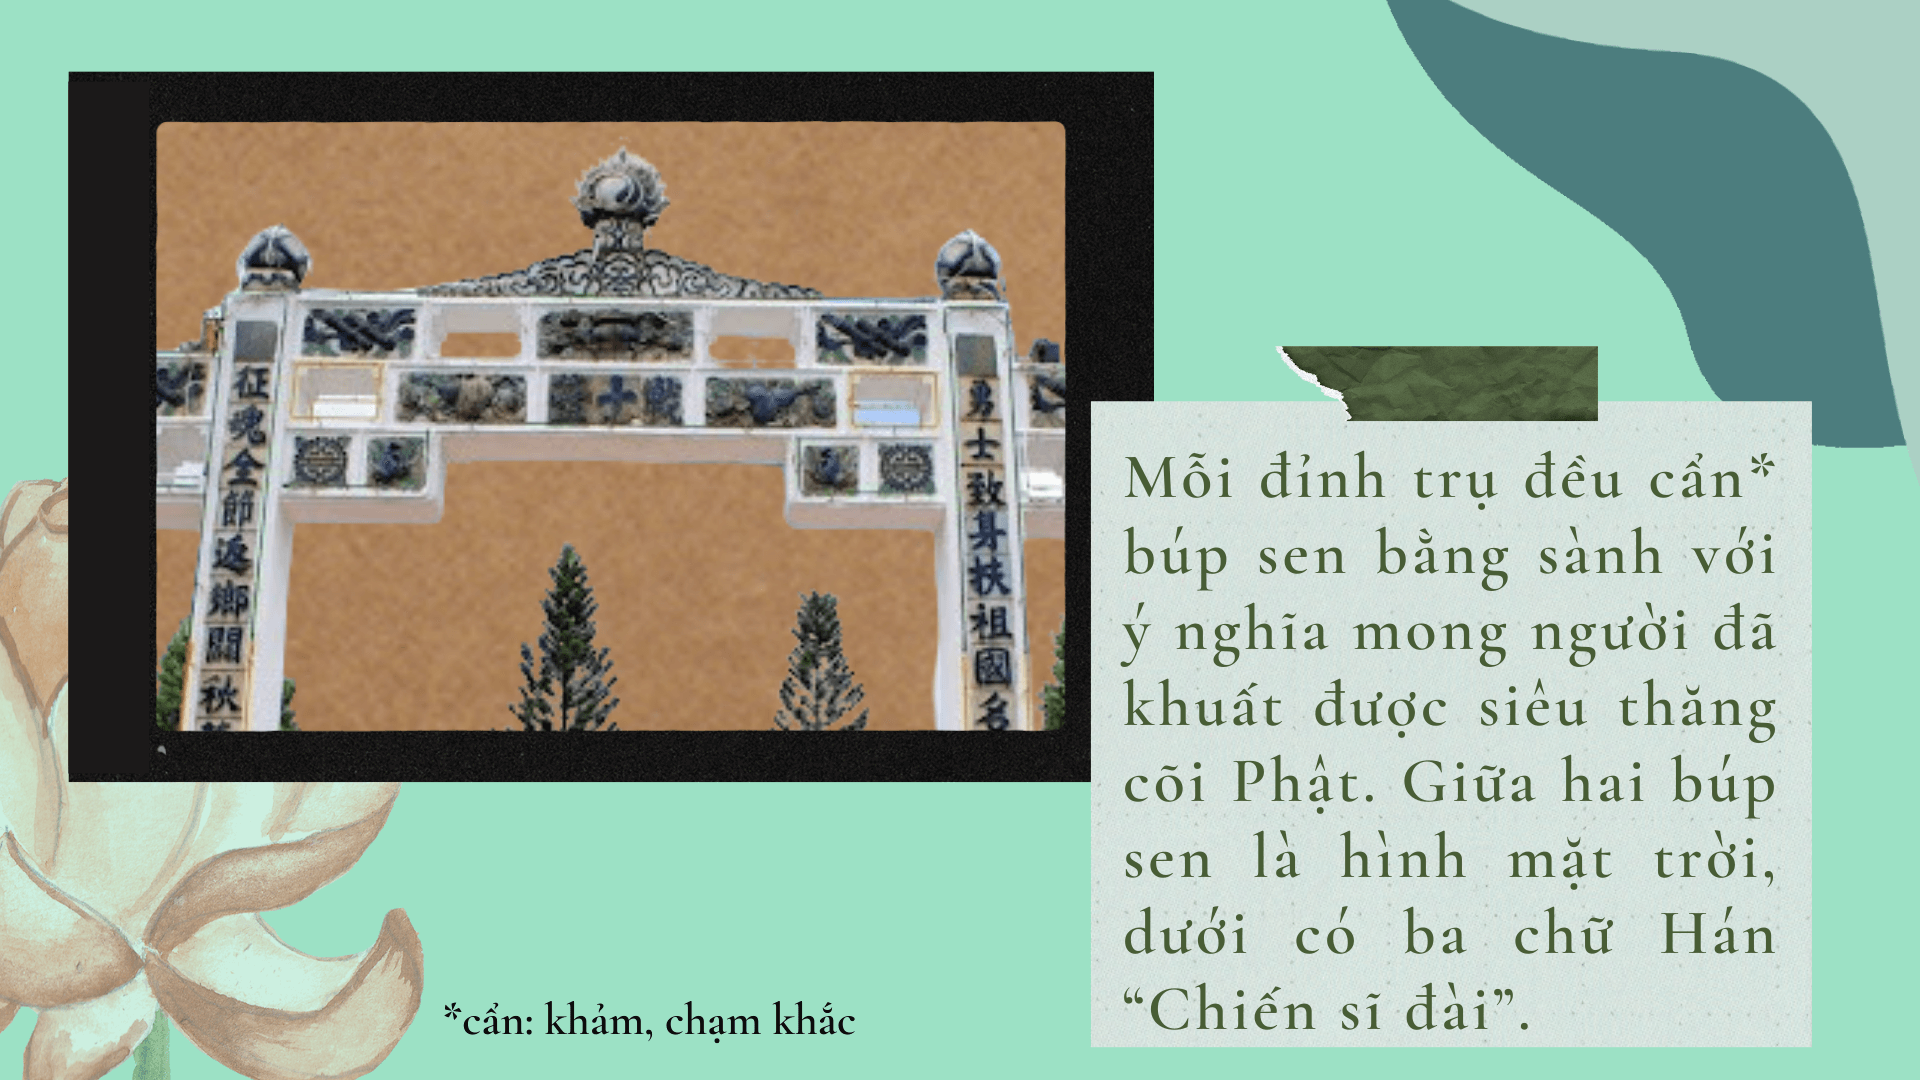 征魂全節返鄉關秋
士戰
勇士致身扶祖國名
Mỗi đỉnh trụ đều cẩn*
búp sen bằng sành với
ý nghĩa mong người đã
khuất được siêu thăng
cõi Phật. Giữa hai búp
sen là hình mặt trời,
dưới có ba chữ Hán
“Chiến sĩ đài”.
*cẩn: khảm, chạm khắc